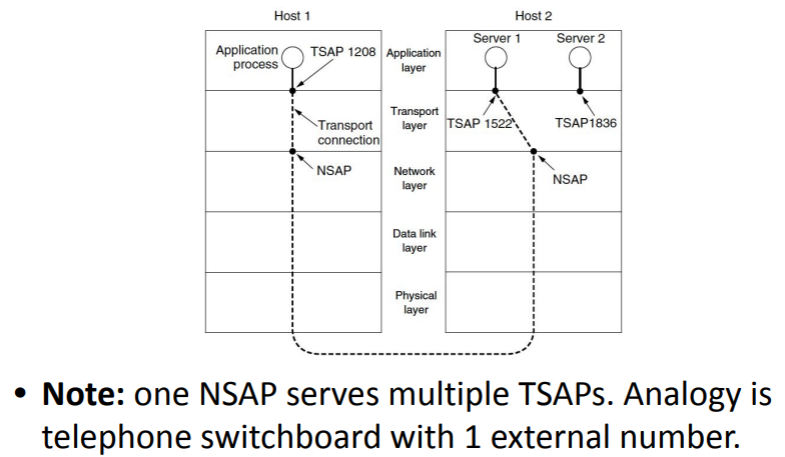 Host 1
Host 2
Application
process
TSAP 1208
Application
layer
Server 1
Server 2
Transport
layer
Transport
connection
TSAP 1522
TSAP1836
NSAP
Network
layer
NSAP
Data link
layer
Physical
layer
• Note: one NSAP serves multiple TSAPs. Analogy is
telephone switchboard with 1 external number.